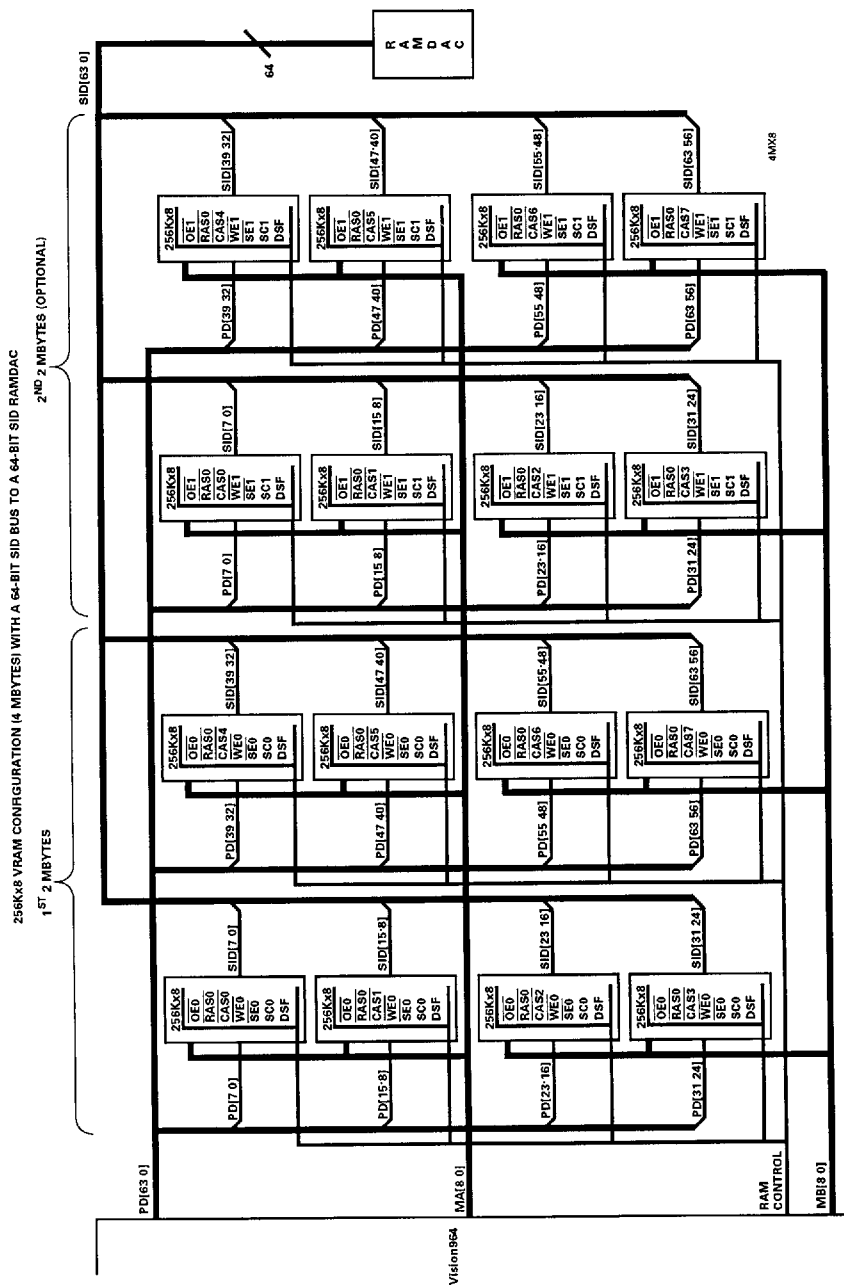 256Kx8 VRAM CONFIGURATION (4 MBYTES) WITH A 64-BIT SID BUS TO A 64-BIT SID RAMDAC
1ST 2 MBYTES
2ND 2 MBYTES (OPTIONAL)
SID[63 0]
64
RAMDAC
Vision964
PD[63 0]
MA[8 0]
RAM
CONTROL
MB[8 0]
PD[7 0]
256Kx8
OE0
RAS0
CAS0
WE0
SE0
SC0
DSF
SID[7 0]
PD[15·8]
256Kx8
OE0
RAS0
CAS1
WE0
SE0
SC0
DSF
SID[15·8]
PD[23·16]
256Kx8
OE0
RAS0
CAS2
WE0
SE0
SC0
DSF
SID[23 16]
PD[31 24]
256Kx8
OE0
RAS0
CAS3
WE0
SE0
SC0
DSF
SID[31 24]
PD[39 32]
256Kx8
OE0
RAS0
CAS4
WE0
SE0
SC0
DSF
SID[39 32]
PD[47 40]
256Kx8
OE0
RAS0
CAS5
WE0
SE0
SC0
DSF
SID[47 40]
PD[55 48]
256Kx8
OE0
RAS0
CAS6
WE0
SE0
SC0
DSF
SID[55·48]
PD[63 56]
256Kx8
OE0
RAS0
CAS7
WE0
SE0
SC0
DSF
SID[63 56]
PD[7 0]
256Kx8
OE1
RAS0
CAS0
WE1
SE1
SC1
DSF
SID[7 0]
PD[15 8]
256Kx8
OE1
RAS0
CAS1
WE1
SE1
SC1
DSF
SID[15 8]
PD[23·16]
256Kx8
OE1
RAS0
CAS2
WE1
SE1
SC1
DSF
SID[23 16]
PD[31 24]
256Kx8
OE1
RAS0
CAS3
WE1
SE1
SC1
DSF
SID[31 24]
PD[39 32]
256Kx8
OE1
RAS0
CAS4
WE1
SE1
SC1
DSF
SID[39 32]
PD[47 40]
256Kx8
OE1
RAS0
CAS5
WE1
SE1
SC1
DSF
SID[47·40]
PD[55 48]
256Kx8
OE1
RAS0
CAS6
WE1
SE1
SC1
DSF
SID[55·48]
PD[63 56]
256Kx8
OE1
RAS0
CAS7
WE1
SE1
SC1
DSF
SID[63 56]
4MX8